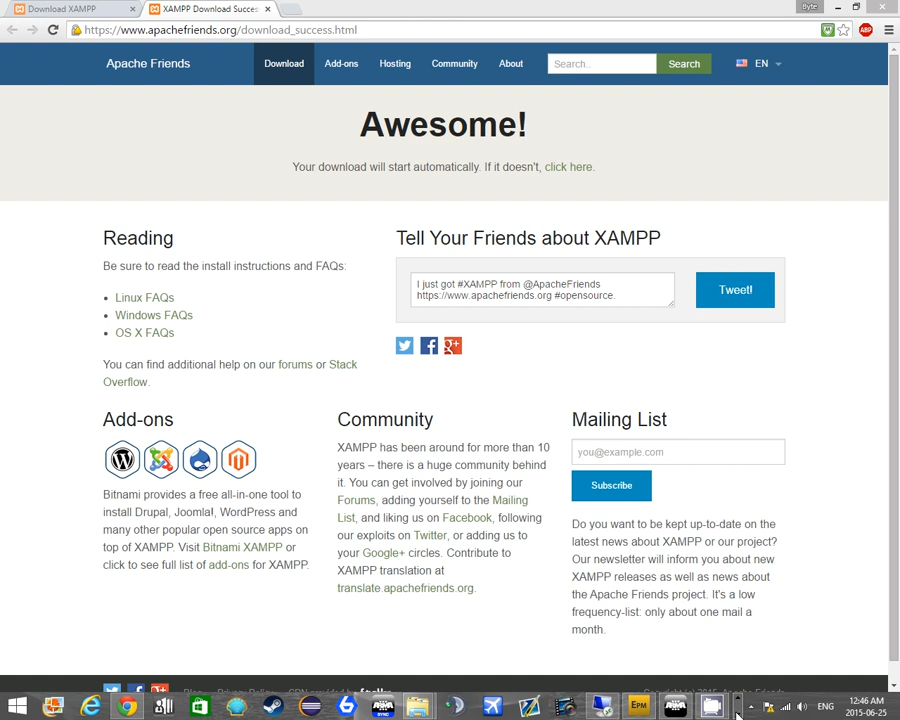 Download XAMPP
XAMPP Download Succes
Byte
https://www.apachefriends.org/download_success.html
ABP
Apache Friends
Download
Add-ons
Hosting
Community
About
Search..
Search
EN
Awesome!
Your download will start automatically. If it doesn't, click here.
Reading
Be sure to read the install instructions and FAQs:
Linux FAQs
Windows FAQs
OS X FAQs
You can find additional help on our forums or Stack
Overflow.
Tell Your Friends about XAMPP
I just got #XAMPP from @ApacheFriends
https://www.apachefriends.org #opensource.
Tweet!
Add-ons
Bitnami provides a free all-in-one tool to
install Drupal, Joomla!, WordPress and
many other popular open source apps on
top of XAMPP. Visit Bitnami XAMPP or
click to see full list of add-ons for XAMPP.
Community
XAMPP has been around for more than 10
years – there is a huge community behind
it. You can get involved by joining our
Forums, adding yourself to the Mailing
List, and liking us on Facebook, following
our exploits on Twitter, or adding us to
your Google+ circles. Contribute to
XAMPP translation at
translate.apachefriends.org.
Mailing List
you@example.com
Subscribe
Do you want to be kept up-to-date on the
latest news about XAMPP or our project?
Our newsletter will inform you about new
XAMPP releases as well as news about
the Apache Friends project. It's a low
frequency-list: only about one mail a
month.
EPM
ENG
12:46 AM
2015-06-25